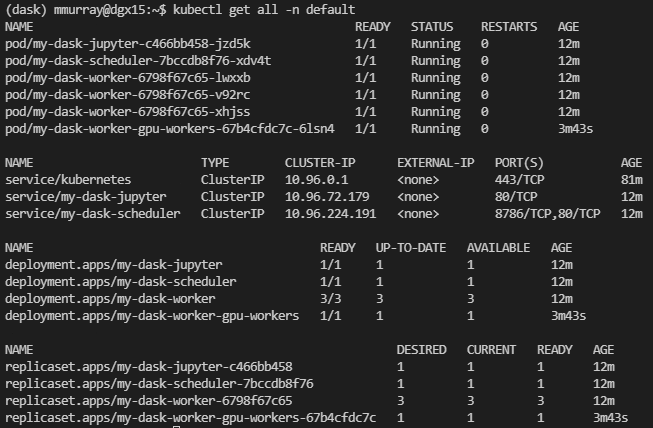 (dask) mmurray@dgx15:~$ kubectl get all -n default
NAME READY STATUS RESTARTS AGE
pod/my-dask-jupyter-c466bb458-jzd5k 1/1 Running 0 12m
pod/my-dask-scheduler-7bccdb8f76-xdv4t 1/1 Running 0 12m
pod/my-dask-worker-6798f67c65-lwxxb 1/1 Running 0 12m
pod/my-dask-worker-6798f67c65-v92rc 1/1 Running 0 12m
pod/my-dask-worker-6798f67c65-xhjss 1/1 Running 0 12m
pod/my-dask-worker-gpu-workers-67b4cfdc7c-6lsn4 1/1 Running 0 3m43s
NAME TYPE CLUSTER-IP EXTERNAL-IP PORT(S) AGE
service/kubernetes ClusterIP 10.96.0.1 <none> 443/TCP 81m
service/my-dask-jupyter ClusterIP 10.96.72.179 <none> 80/TCP 12m
service/my-dask-scheduler ClusterIP 10.96.224.191 <none> 8786/TCP,80/TCP 12m
NAME READY UP-TO-DATE AVAILABLE AGE
deployment.apps/my-dask-jupyter 1/1 1 1 12m
deployment.apps/my-dask-scheduler 1/1 1 1 12m
deployment.apps/my-dask-worker 3/3 3 3 12m
deployment.apps/my-dask-worker-gpu-workers 1/1 1 1 3m43s
NAME DESIRED CURRENT READY AGE
replicaset.apps/my-dask-jupyter-c466bb458 1 1 1 12m
replicaset.apps/my-dask-scheduler-7bccdb8f76 1 1 1 12m
replicaset.apps/my-dask-worker-6798f67c65 3 3 3 12m
replicaset.apps/my-dask-worker-gpu-workers-67b4cfdc7c 1 1 1 3m43s